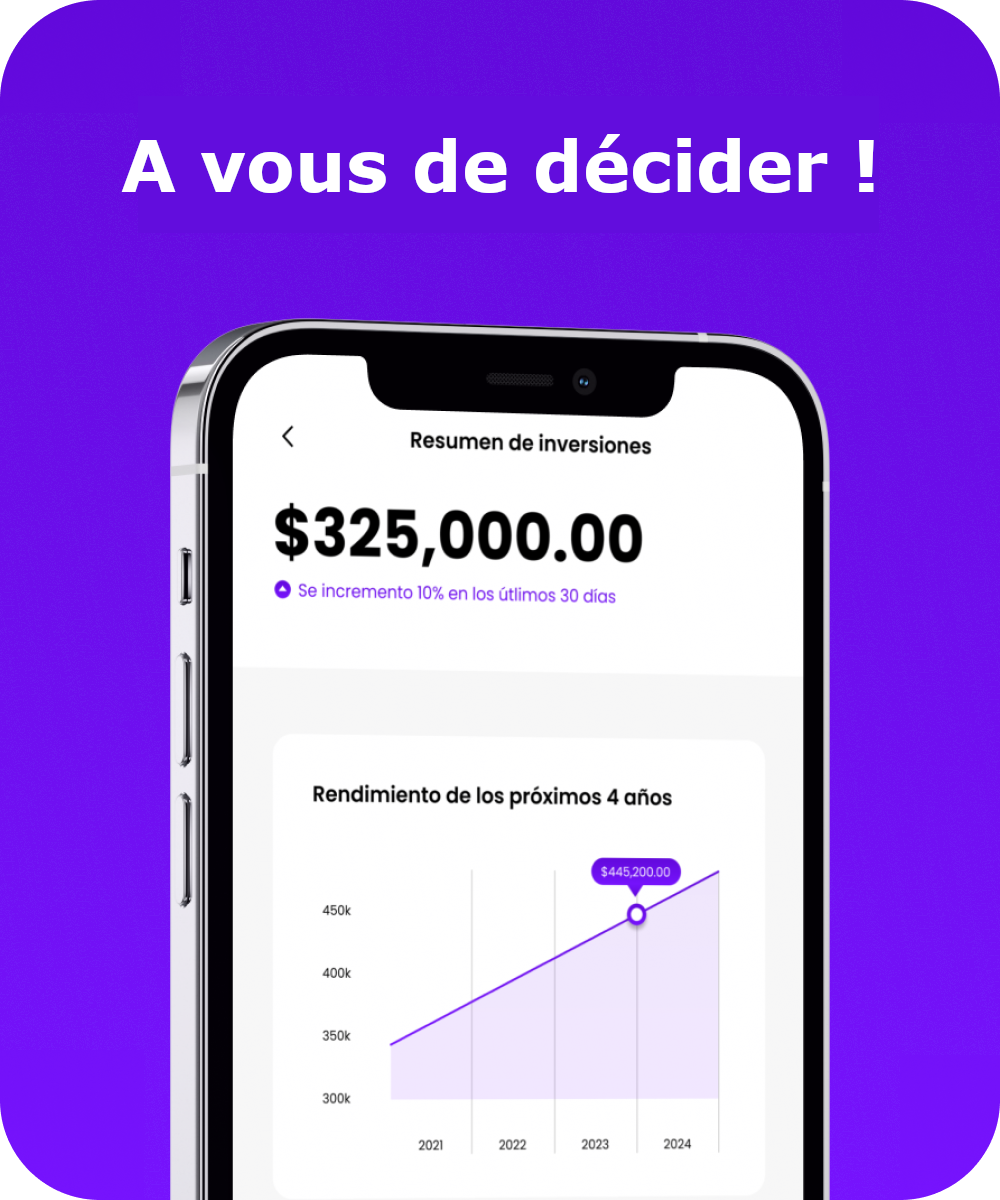 A vous de décider !
Resumen de inversiones
$325,000.00
Se incremento 10% en los útlimos 30 días
Rendimiento de los próximos 4 años
$445,200.00
450k
400k
350k
300k
2021 2022 2023 2024